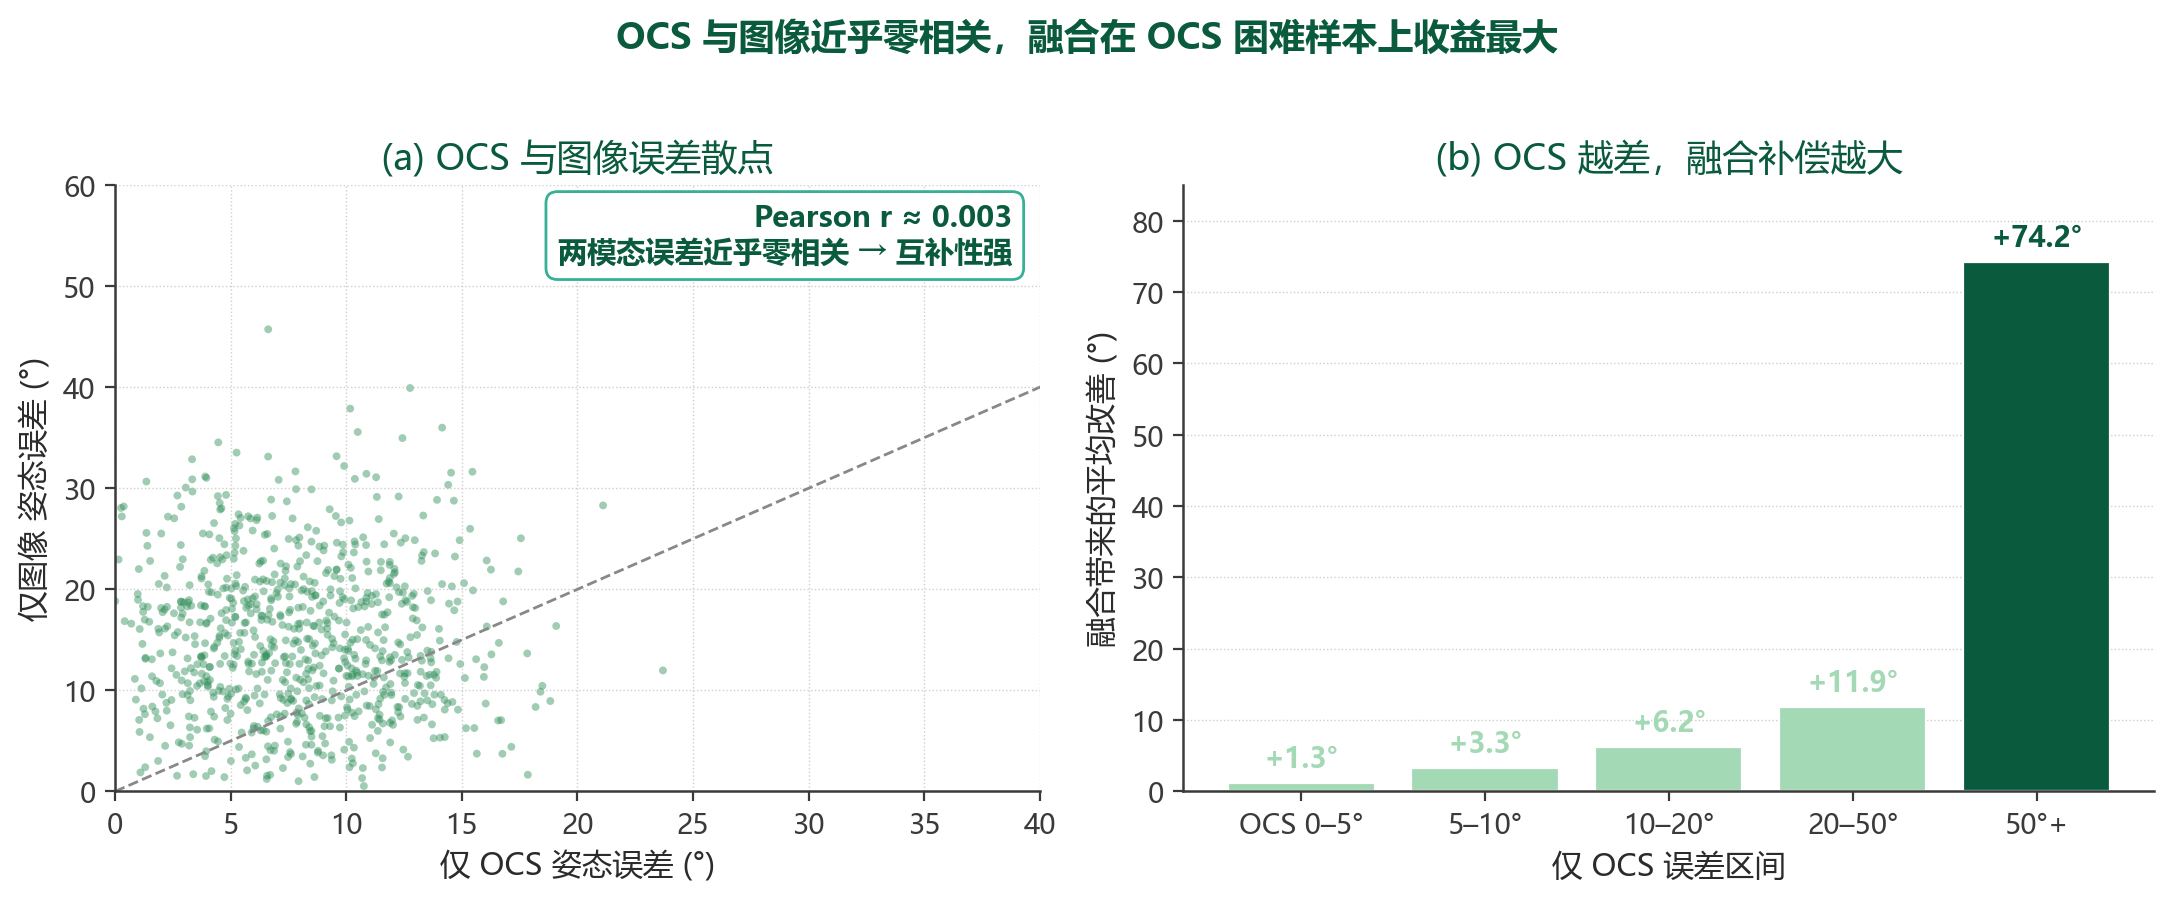 OCS 与图像近乎零相关，融合在 OCS 困难样本上收益最大
(a) OCS 与图像误差散点
Pearson r ≈ 0.003
两模态误差近乎零相关 → 互补性强
仅图像 姿态误差 (°)
60
50
40
30
20
10
0
0 5 10 15 20 25 30 35 40
仅 OCS 姿态误差 (°)
(b) OCS 越差，融合补偿越大
融合带来的平均改善 (°)
80
70
60
50
40
30
20
10
0
+1.3°
+3.3°
+6.2°
+11.9°
+74.2°
OCS 0–5° 5–10° 10–20° 20–50° 50°+
仅 OCS 误差区间